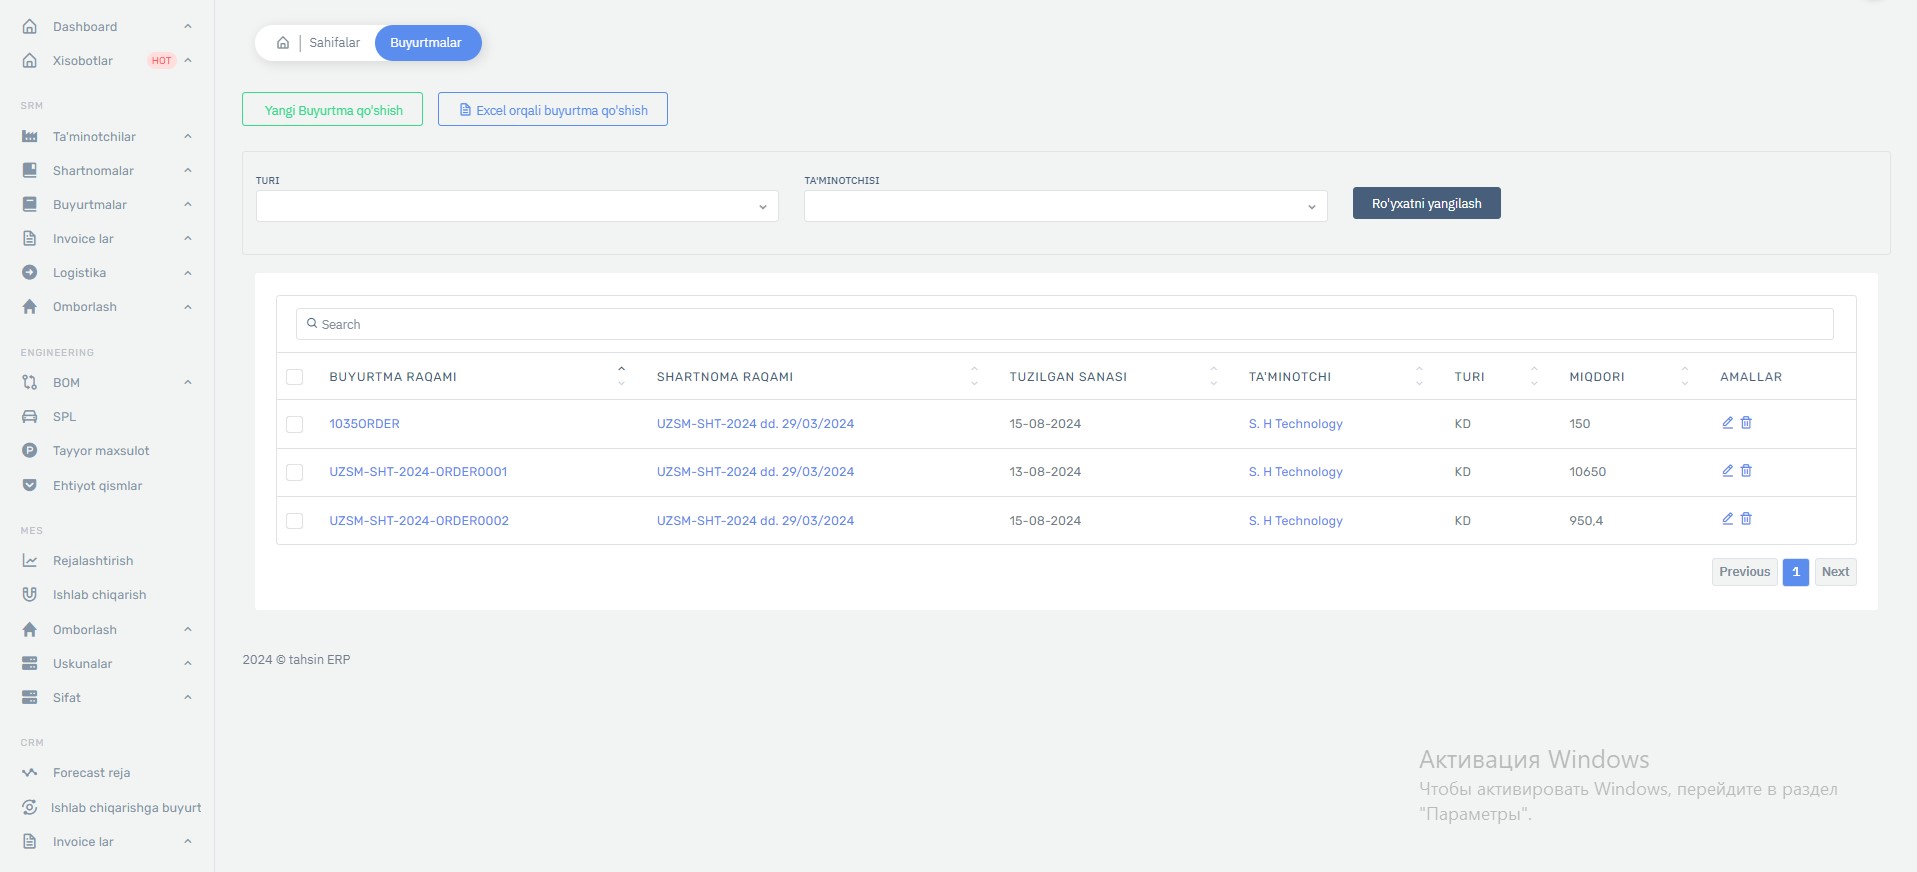 Dashboard
Xisobotlar HOT
SRM
Ta'minotchilar
Shartnomalar
Buyurtmalar
Invoice lar
Logistika
Omborlash
ENGINEERING
BOM
SPL
Tayyor maxsulot
Ehtiyot qismlar
MES
Rejalashtirish
Ishlab chiqarish
Omborlash
Uskunalar
Sifat
CRM
Forecast reja
Ishlab chiqarishga buyurt
Invoice lar
Sahifalar Buyurtmalar
Yangi Buyurtma qo'shish Excel orqali buyurtma qo'shish
TURI TA'MINOTCHISI
Ro'yxatni yangilash
Search
BUYURTMA RAQAMI SHARTNOMA RAQAMI TUZILGAN SANASI TA'MINOTCHI TURI MIQDORI AMALLAR
1035ORDER UZSM-SHT-2024 dd. 29/03/2024 15-08-2024 S. H Technology KD 150
UZSM-SHT-2024-ORDER0001 UZSM-SHT-2024 dd. 29/03/2024 13-08-2024 S. H Technology KD 10650
UZSM-SHT-2024-ORDER0002 UZSM-SHT-2024 dd. 29/03/2024 15-08-2024 S. H Technology KD 950,4
Previous 1 Next
2024 © tahsin ERP
Активация Windows
Чтобы активировать Windows, перейдите в раздел
"Параметры".